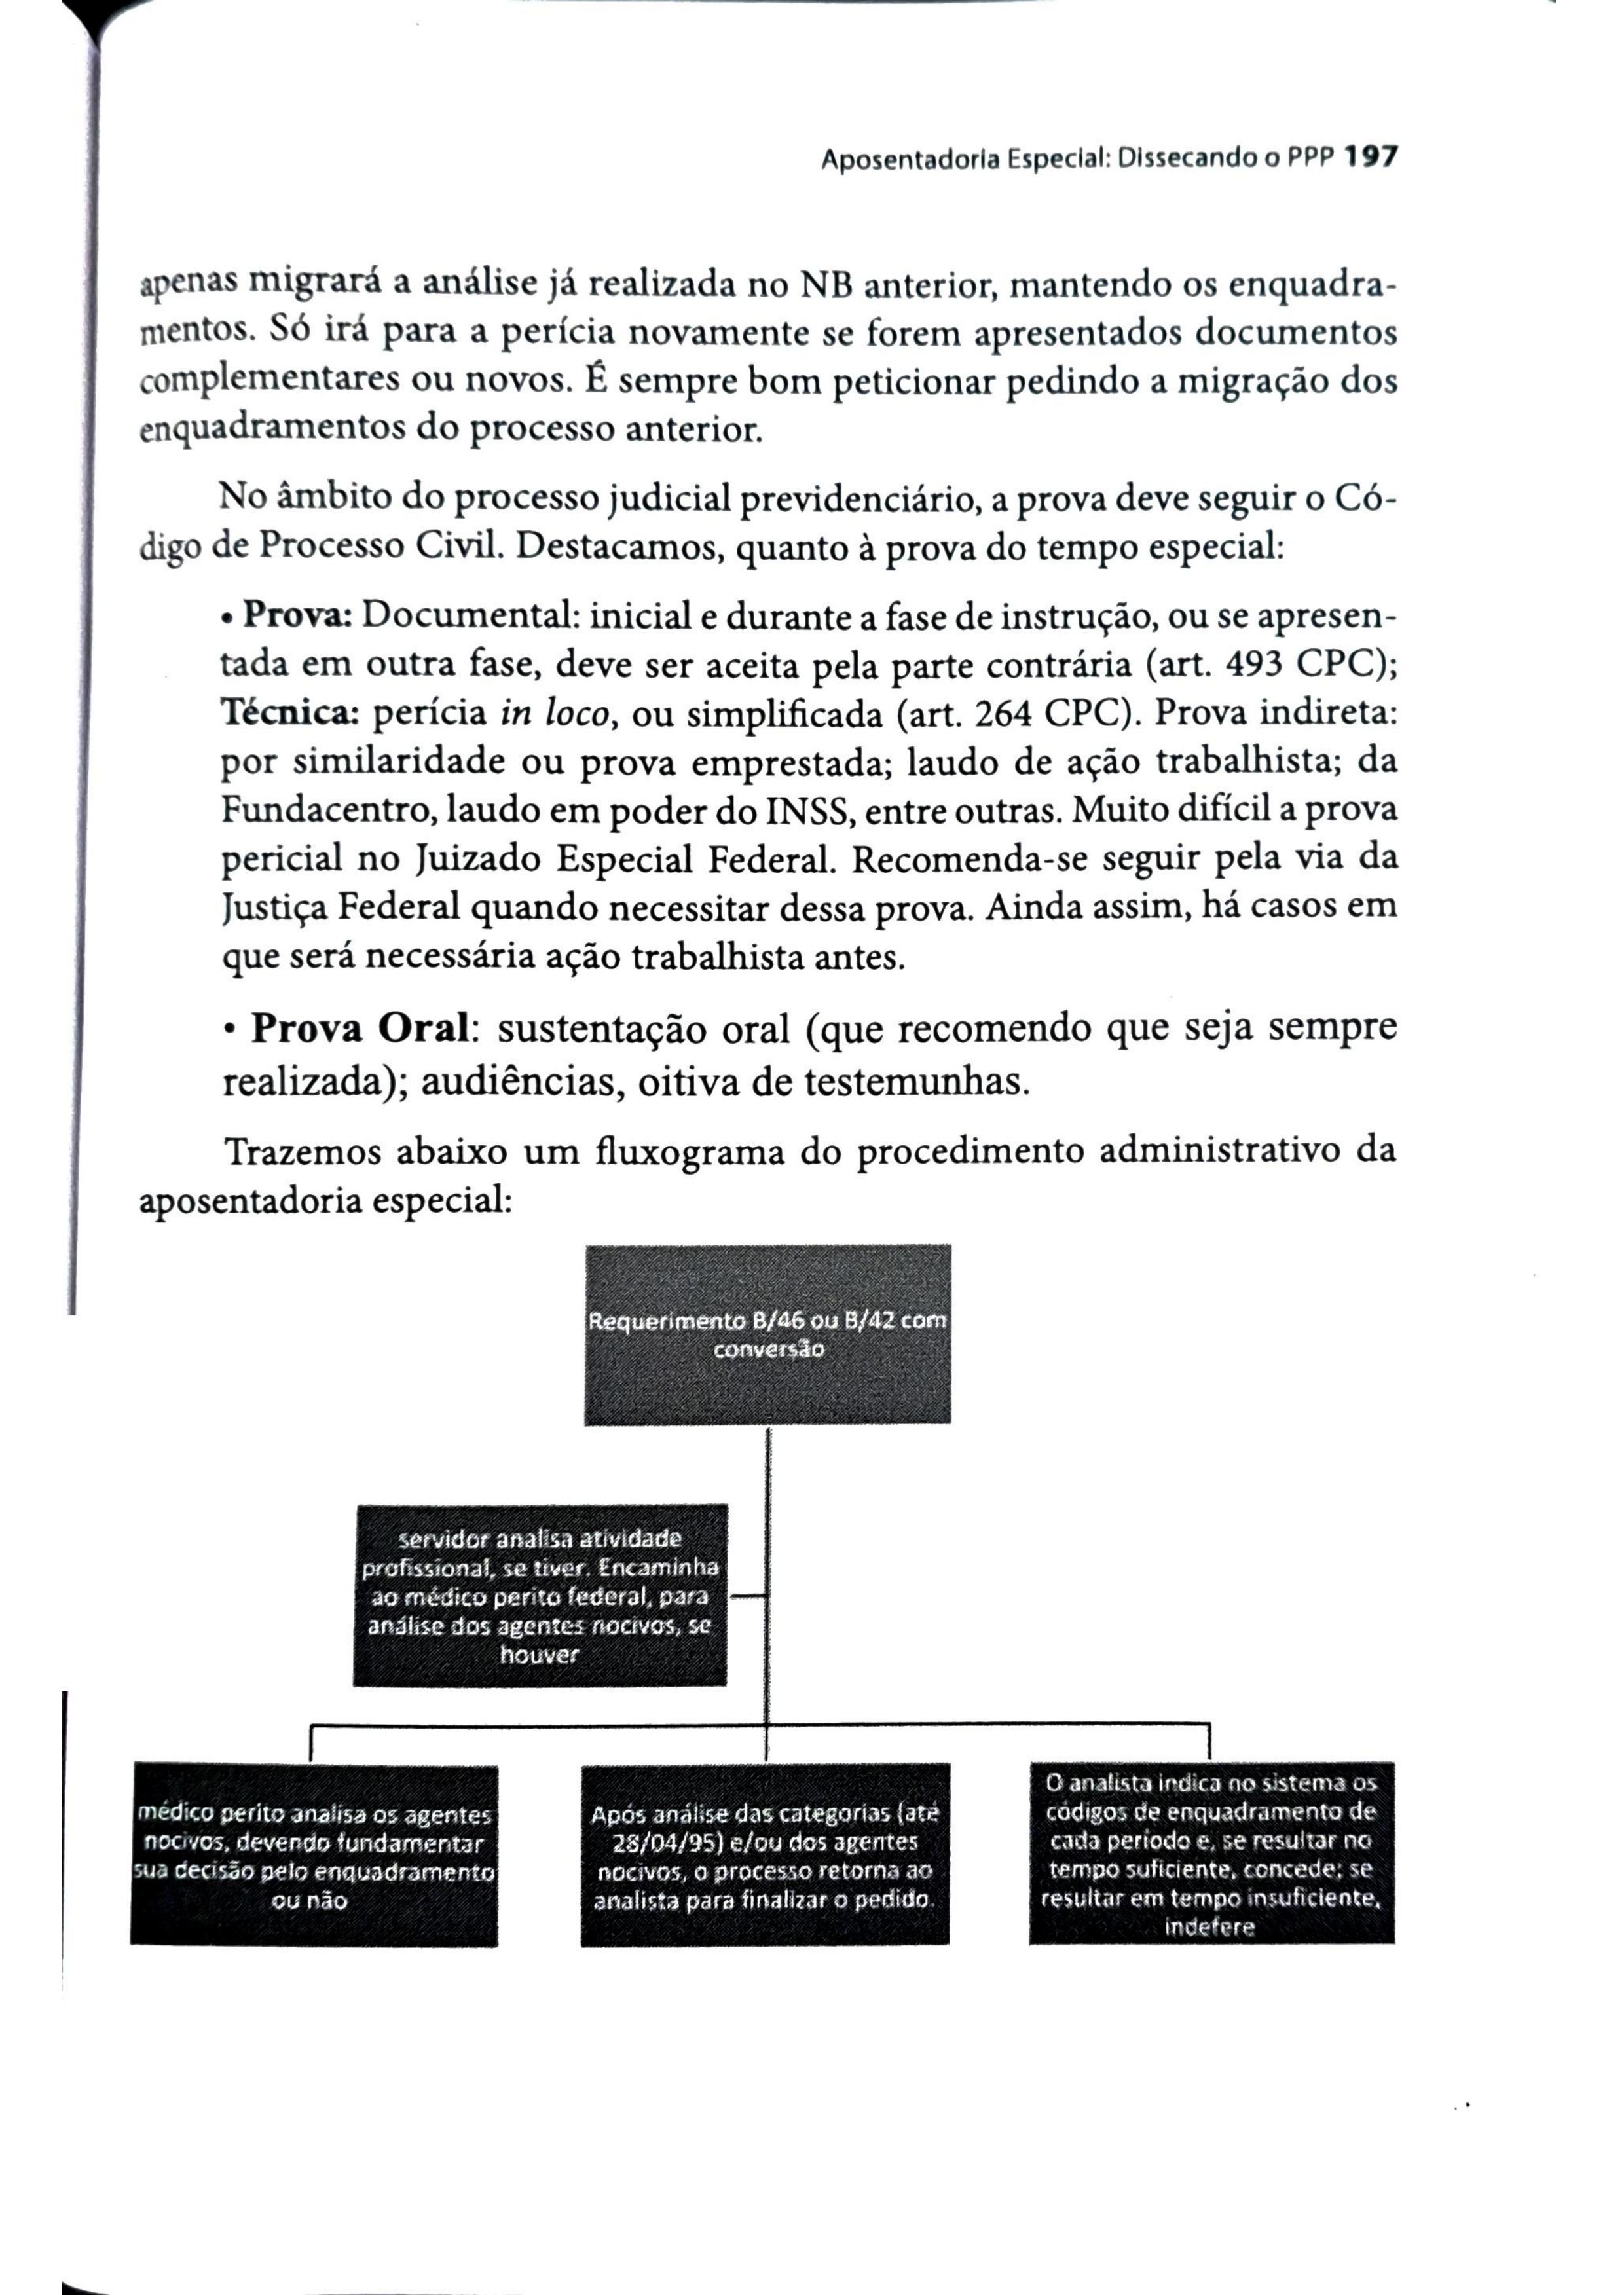 Aposentadoria Especial: Dissecando o PPP 197
apenas migrará a análise já realizada no NB anterior, mantendo os enquadra-
mentos. Só irá para a perícia novamente se forem apresentados documentos
complementares ou novos. É sempre bom peticionar pedindo a migração dos
enquadramentos do processo anterior.
No âmbito do processo judicial previdenciário, a prova deve seguir o Có-
digo de Processo Civil. Destacamos, quanto à prova do tempo especial:
• Prova: Documental: inicial e durante a fase de instrução, ou se apresen-
tada em outra fase, deve ser aceita pela parte contrária (art. 493 CPC);
Técnica: perícia in loco, ou simplificada (art. 264 CPC). Prova indireta:
por similaridade ou prova emprestada; laudo de ação trabalhista; da
Fundacentro, laudo em poder do INSS, entre outras. Muito difícil a prova
pericial no Juizado Especial Federal. Recomenda-se seguir pela via da
Justiça Federal quando necessitar dessa prova. Ainda assim, há casos em
que será necessária ação trabalhista antes.
• Prova Oral: sustentação oral (que recomendo que seja sempre
realizada); audiências, oitiva de testemunhas.
Trazemos abaixo um fluxograma do procedimento administrativo da
aposentadoria especial:
Requerimento B/46 ou B/42 com
conversão
servidor analisa atividade
profissional, se tiver. Encaminha
ao médico perito federal, para
análise dos agentes nocivos, se
houver
médico perito analisa os agentes
nocivos, devendo fundamentar
sua decisão pelo enquadramento
ou não
Após análise das categorias (até
28/04/95) e/ou dos agentes
nocivos, o processo retorna ao
analista para finalizar o pedido.
O analista indica no sistema os
códigos de enquadramento de
cada período e, se resultar no
tempo suficiente, concede; se
resultar em tempo insuficiente,
indefere